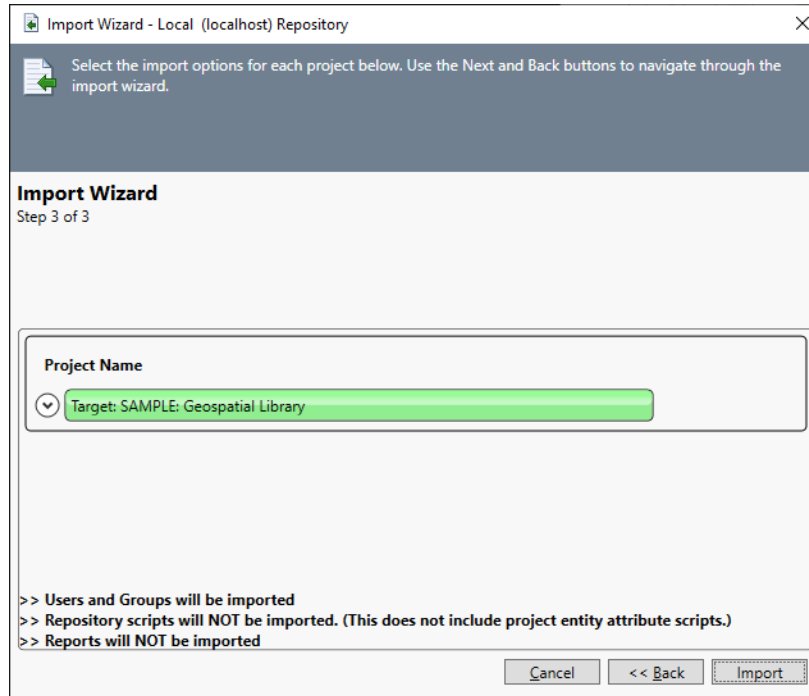 Import Wizard - Local (localhost) Repository
Select the import options for each project below. Use the Next and Back buttons to navigate through the
import wizard.
Import Wizard
Step 3 of 3
Project Name
Target: SAMPLE: Geospatial Library
>> Users and Groups will be imported
>> Repository scripts will NOT be imported. (This does not include project entity attribute scripts.)
>> Reports will NOT be imported
Cancel
<< Back
Import